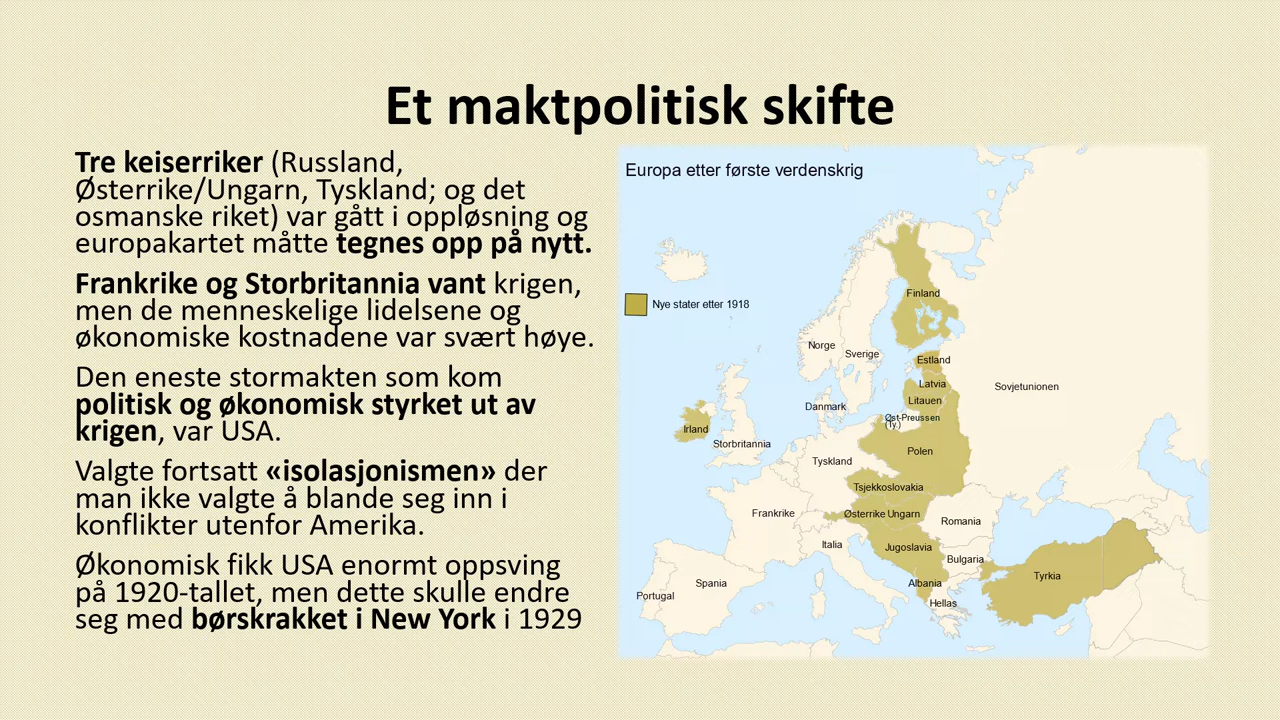 Et maktpolitisk skifte
Tre keiserriker (Russland,
Østerrike/Ungarn, Tyskland; og det
osmanske riket) var gått i oppløsning og
europakartet måtte tegnes opp på nytt.
Frankrike og Storbritannia vant krigen,
men de menneskelige lidelsene og
økonomiske kostnadene var svært høye.
Den eneste stormakten som kom
politisk og økonomisk styrket ut av
krigen, var USA.
Valgte fortsatt «isolasjonismen» der
man ikke valgte å blande seg inn i
konflikter utenfor Amerika.
Økonomisk fikk USA enormt oppsving
på 1920-tallet, men dette skulle endre
seg med børskrakket i New York i 1929
Europa etter første verdenskrig
Nye stater etter 1918
Finland
Norge
Sverige
Estland
Latvia
Litauen
Sovjetunionen
Danmark
Øst-Preussen
(Ty.)
Irland
Storbritannia
Polen
Tyskland
Tsjekkoslovakia
Frankrike
Østerrike Ungarn
Romania
Italia
Jugoslavia
Bulgaria
Tyrkia
Spania
Albania
Portugal
Hellas